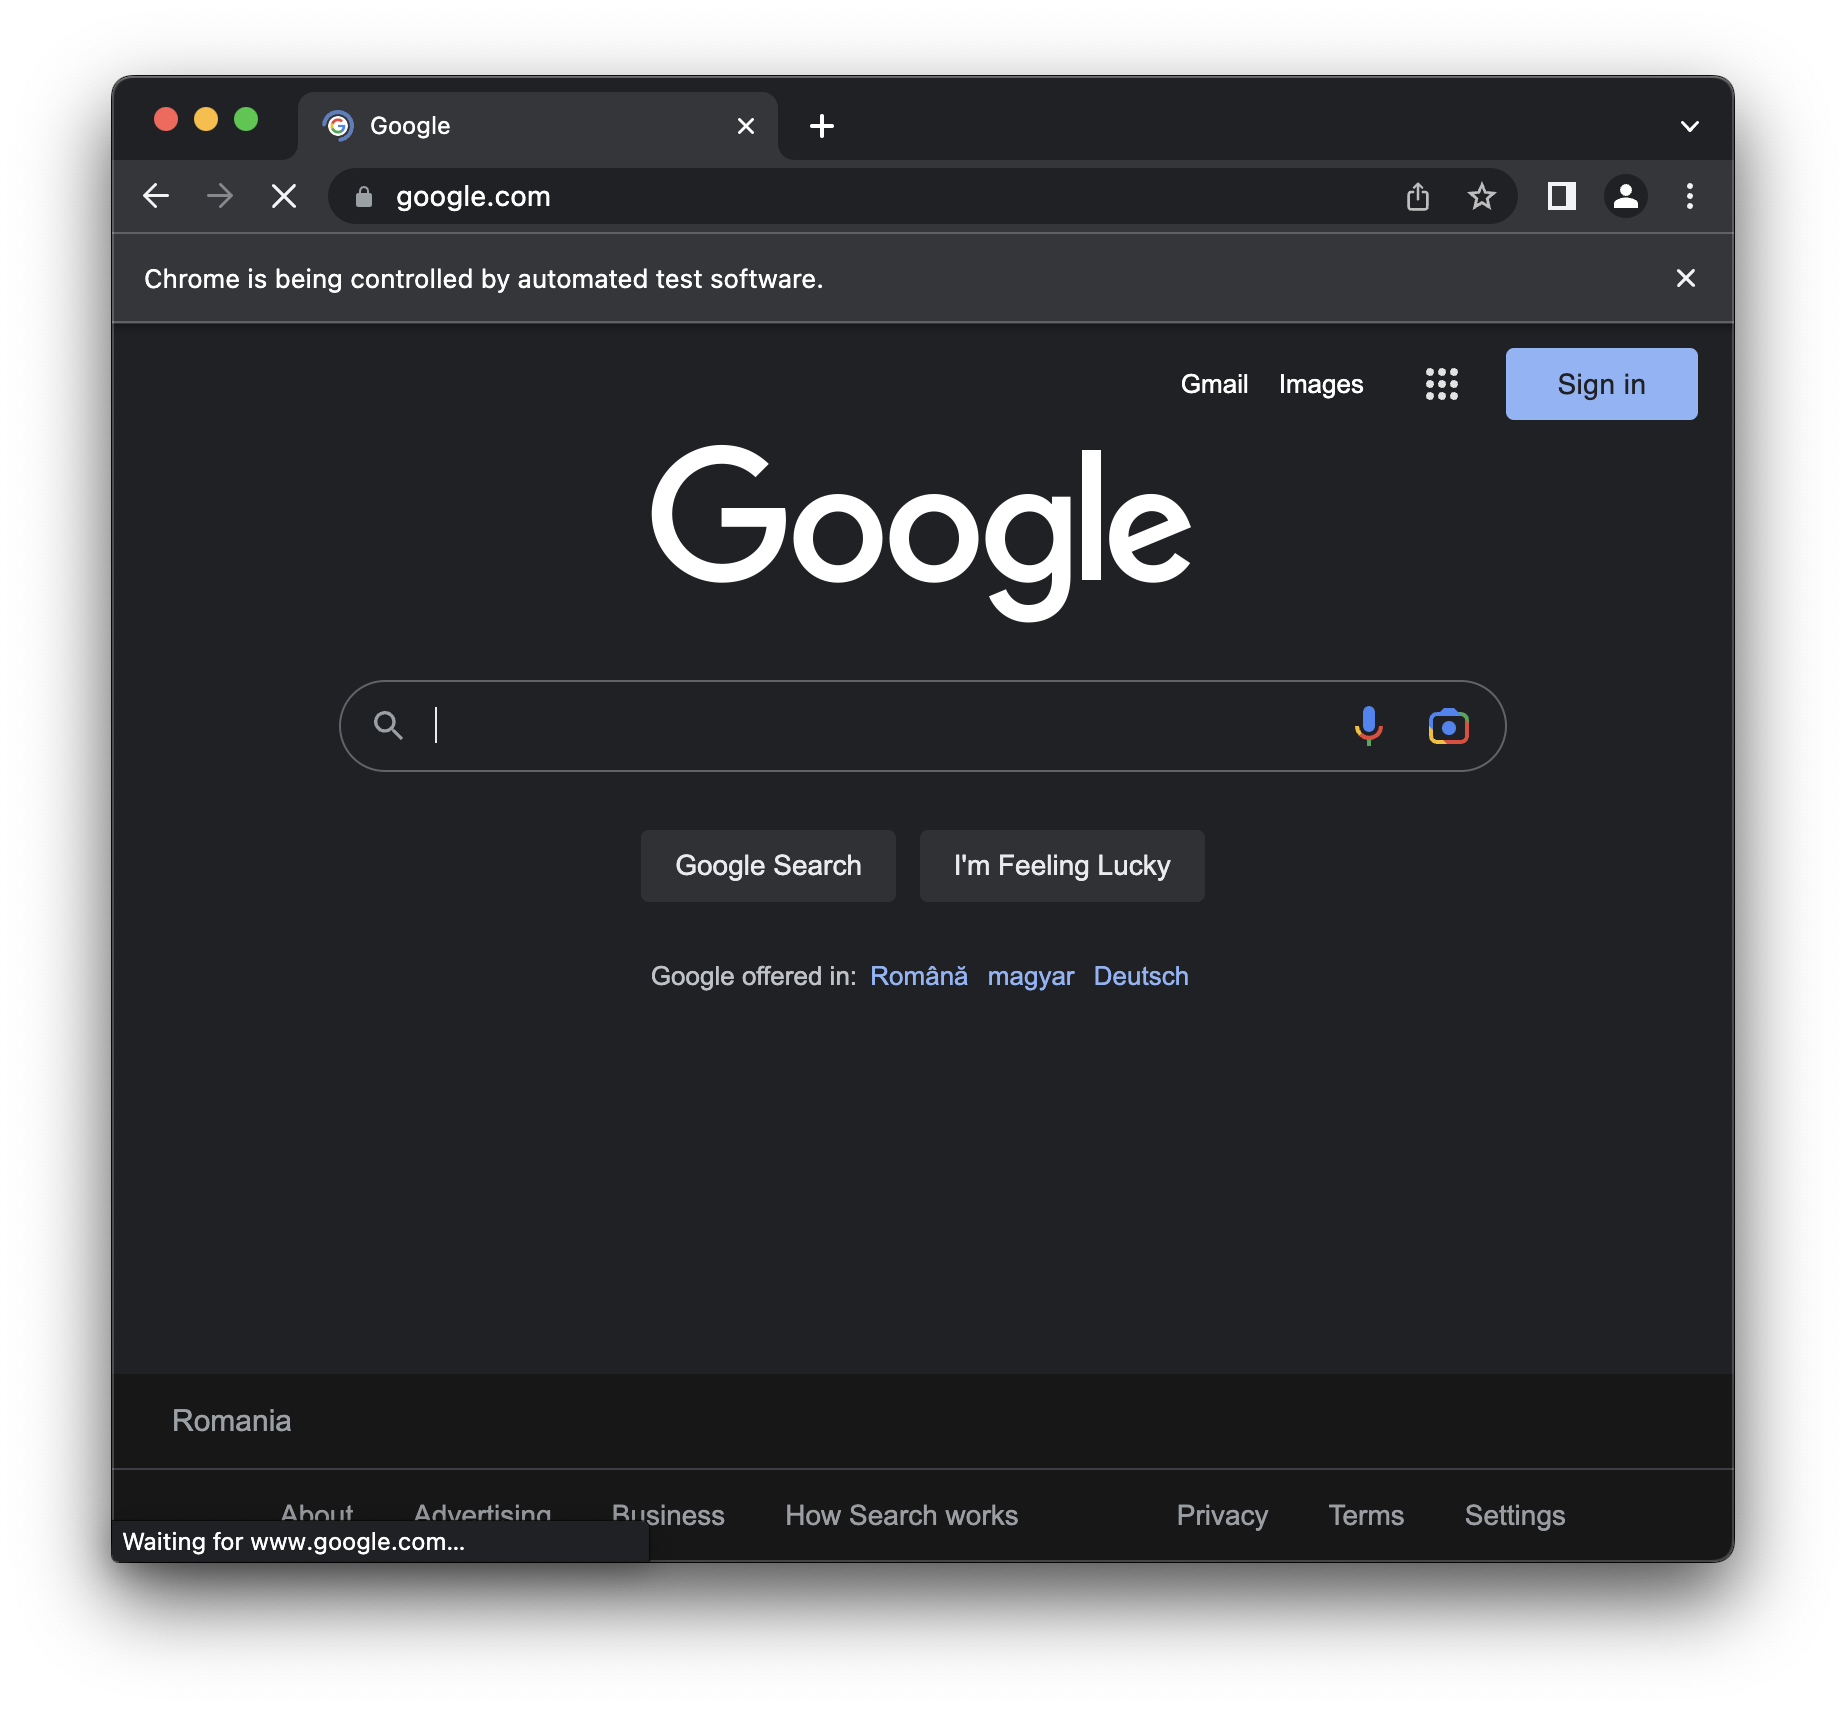 Google
google.com
Chrome is being controlled by automated test software.
Gmail Images Sign in
Google
Google Search I'm Feeling Lucky
Google offered in: Română magyar Deutsch
Romania
About Advertising Business How Search works Privacy Terms Settings
Waiting for www.google.com...